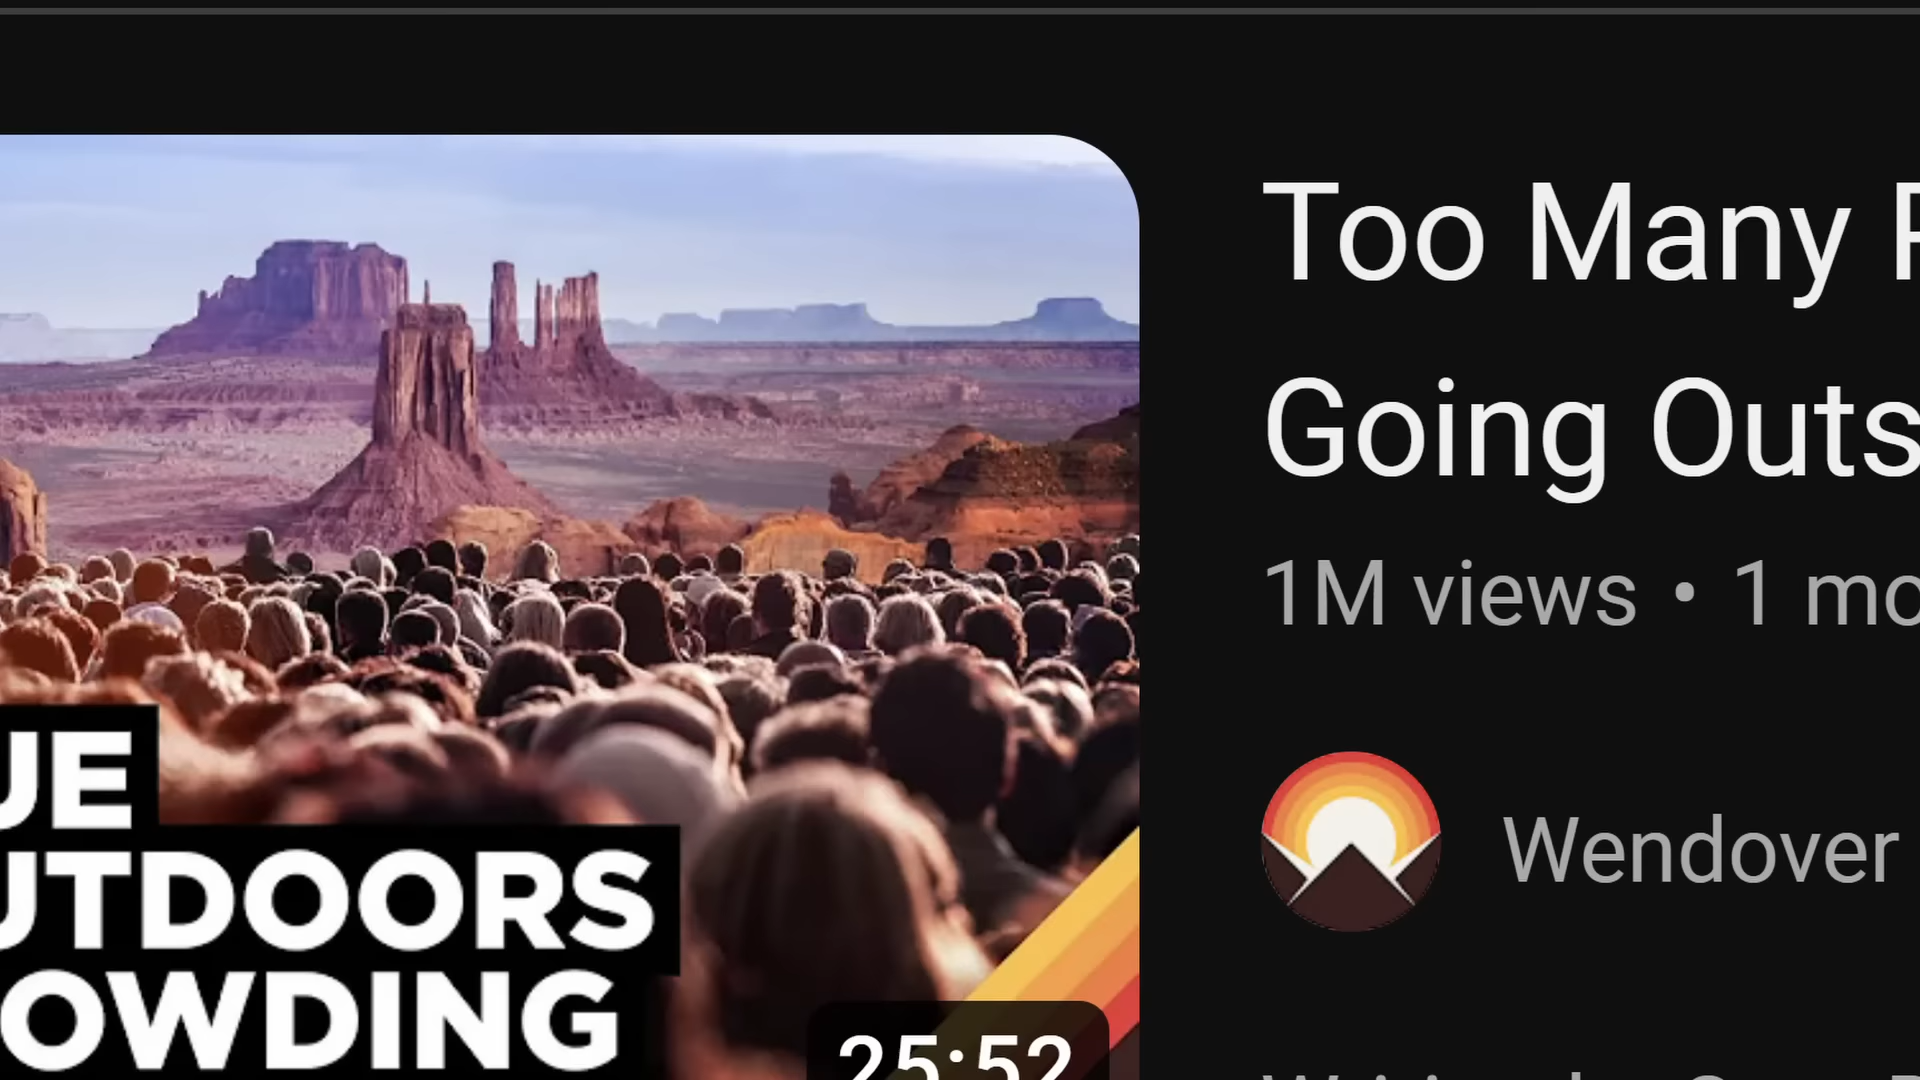 Too Many
Going Outs
1M views • 1 mo
Wendover
UE
UTDOORS
OWDING
25:52